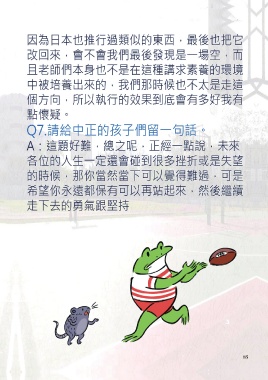 因為日本也推行過類似的東西，最後也把它
改回來，會不會我們最後發現是一場空，而
且老師們本身也不是在這種講求素養的環境
中被培養出來的，我們那時候也不太是走這
個方向，所以執行的效果到底會有多好我有
點懷疑。
Q7.請給中正的孩子們留一句話。
A：這題好難，總之呢，正經一點說，未來
各位的人生一定還會碰到很多挫折或是失望
的時候，那你當然當下可以覺得難過，可是
希望你永遠都保有可以再站起來，然後繼續
走下去的勇氣跟堅持